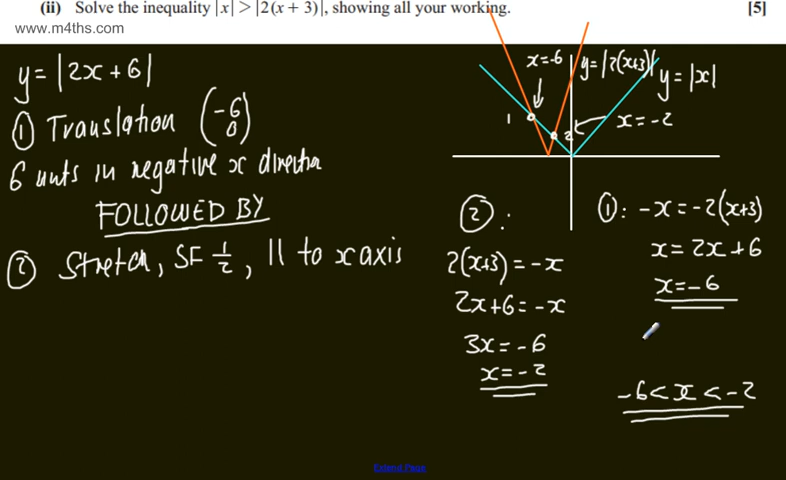 (ii) Solve the inequality |x| > |2(x + 3)|, showing all your working. [5]
www.m4ths.com
y = |2x + 6|
① Translation (-6 0)
6 units in negative x direction
FOLLOWED BY
② Stretch, SF 1/2, || to x axis
x = -6
y = |2(x+3)|
y = |x|
1
2
x = -2
②:
2(x+3) = -x
2x + 6 = -x
3x = -6
x = -2
①: -x = -2(x+3)
x = 2x + 6
x = -6
-6 < x < -2
Extend Page